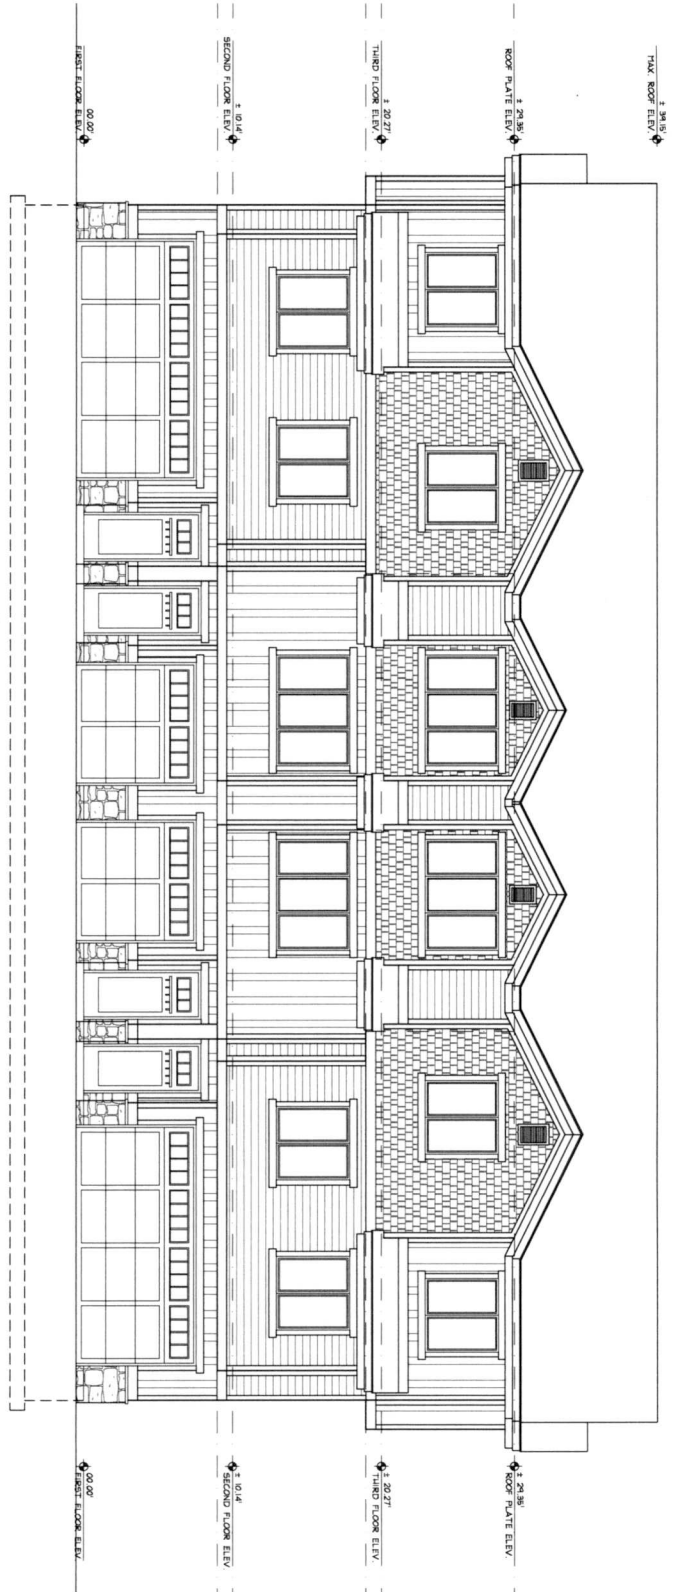 ± 39.15'
MAX. ROOF ELEV.
± 29.35'
ROOF PLATE ELEV.
± 20.27'
THIRD FLOOR ELEV.
± 10.14'
SECOND FLOOR ELEV.
00.00'
FIRST FLOOR ELEV.
± 29.35'
ROOF PLATE ELEV.
± 20.27'
THIRD FLOOR ELEV.
± 10.14'
SECOND FLOOR ELEV.
00.00'
FIRST FLOOR ELEV.